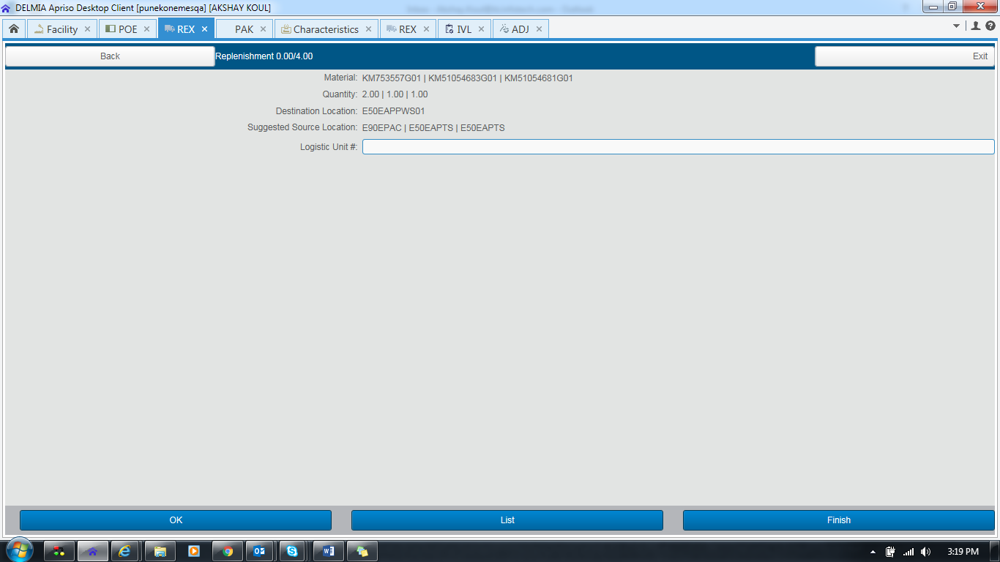 DELMIA Apriso Desktop Client [punekonemesqa] [AKSHAY KOUL]
Facility POE REX PAK Characteristics REX IVL ADJ
Back Replenishment 0.00/4.00 Exit
Material: KM753557G01 | KM51054683G01 | KM51054681G01
Quantity: 2.00 | 1.00 | 1.00
Destination Location: E50EAPPWS01
Suggested Source Location: E90EPAC | E50EAPTS | E50EAPTS
Logistic Unit #:
OK List Finish
3:19 PM